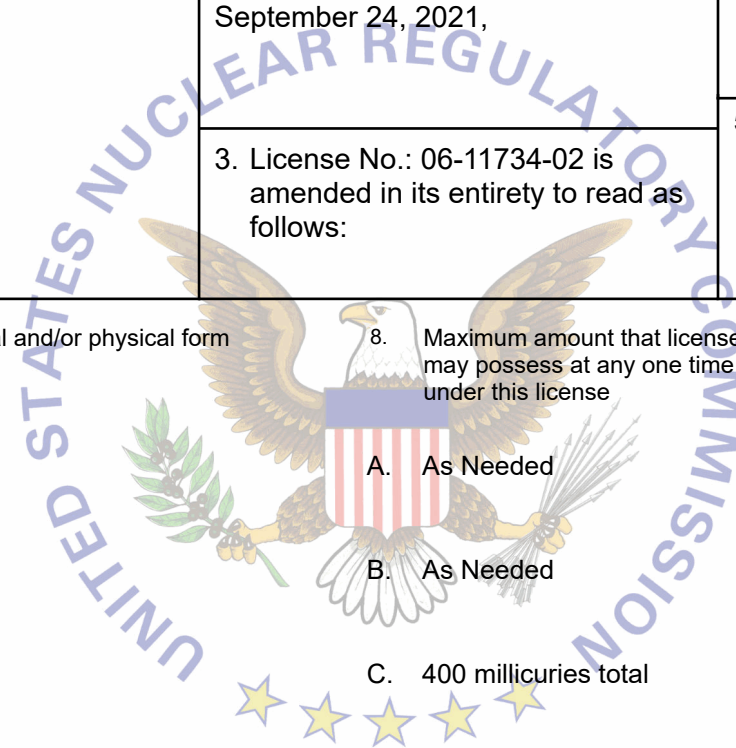 September 24, 2021,
3. License No.: 06-11734-02 is
amended in its entirety to read as
follows:
and/or physical form
8. Maximum amount that license
may possess at any one time
under this license
A. As Needed
B. As Needed
C. 400 millicuries total
UNITED STATES NUCLEAR REGULATORY COMMISSION